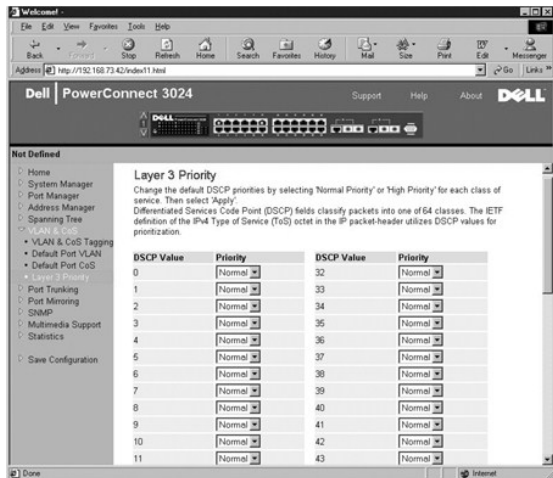 Welcome! -
File Edit View Favorites Tools Help
Back Forward Stop Refresh Home Search Favorites History Mail Size Print Edit Messenger
Address http://192.168.73.42/index11.html Go Links »
Dell | PowerConnect 3024 Support Help About DELL
DELL
Not Defined
Home
System Manager
Port Manager
Address Manager
Spanning Tree
VLAN & CoS
VLAN & CoS Tagging
Default Port VLAN
Default Port CoS
Layer 3 Priority
Port Trunking
Port Mirroring
SNMP
Multimedia Support
Statistics
Save Configuration
Layer 3 Priority
Change the default DSCP priorities by selecting 'Normal Priority' or 'High Priority' for each class of
service. Then select 'Apply'.
Differentiated Services Code Point (DSCP) fields classify packets into one of 64 classes. The IETF
definition of the IPv4 Type of Service (ToS) octet in the IP packet-header utilizes DSCP values for
prioritization.
DSCP Value Priority DSCP Value Priority
0 Normal 32 Normal
1 Normal 33 Normal
2 Normal 34 Normal
3 Normal 35 Normal
4 Normal 36 Normal
5 Normal 37 Normal
6 Normal 38 Normal
7 Normal 39 Normal
8 Normal 40 Normal
9 Normal 41 Normal
10 Normal 42 Normal
11 Normal 43 Normal
Done Internet